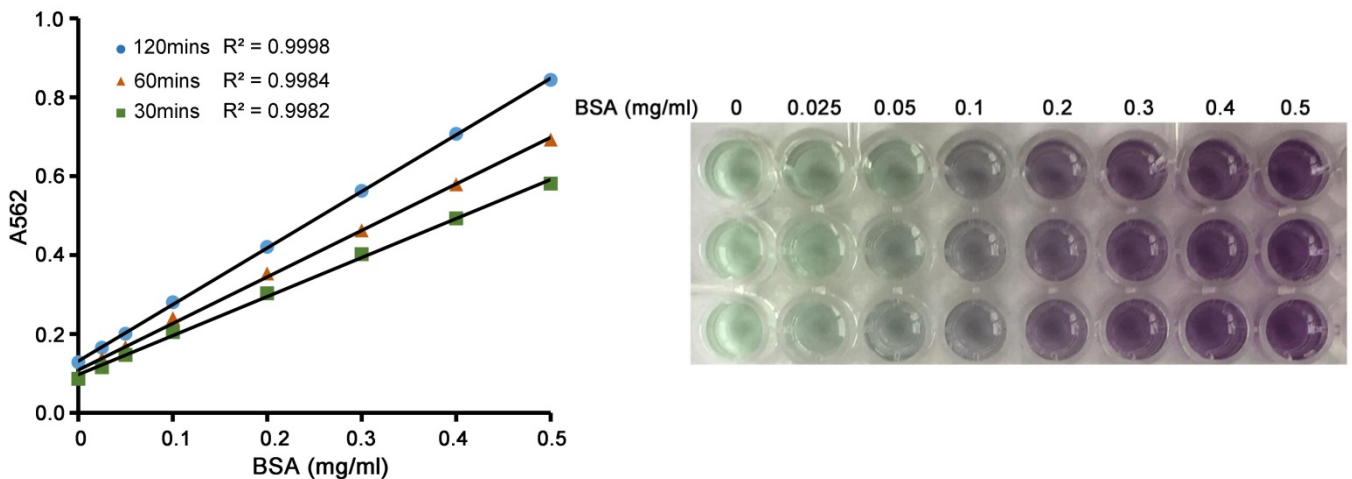 1.0
0.8
0.6
0.4
0.2
0.0
A562
120mins R² = 0.9998
60mins R² = 0.9984
30mins R² = 0.9982
0 0.1 0.2 0.3 0.4 0.5
BSA (mg/ml)
BSA (mg/ml) 0 0.025 0.05 0.1 0.2 0.3 0.4 0.5